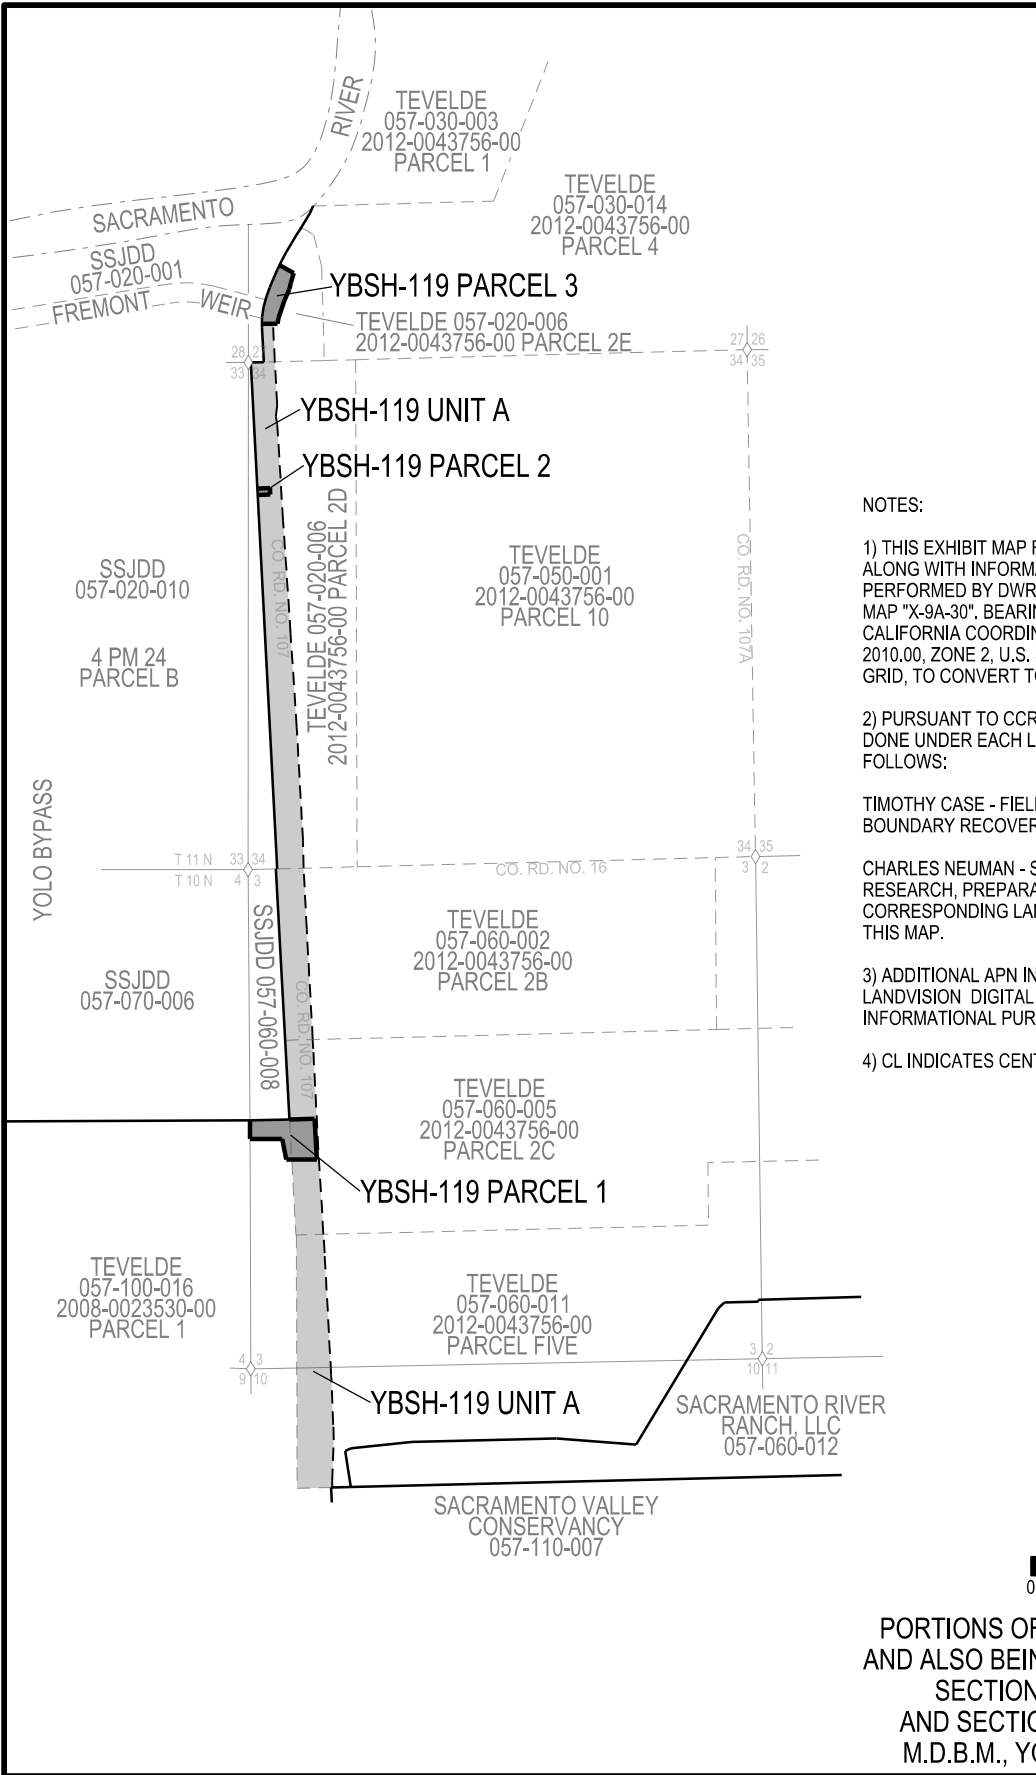 TEVELDE
057-030-003
2012-0043756-00
PARCEL 1
RIVER
SACRAMENTO
TEVELDE
057-030-014
2012-0043756-00
PARCEL 4
SSJDD
057-020-001
FREMONT WEIR
YBSH-119 PARCEL 3
TEVELDE 057-020-006
2012-0043756-00 PARCEL 2E
28 27
33 34
27 26
34 35
YBSH-119 UNIT A
YBSH-119 PARCEL 2
TEVELDE 057-020-006
2012-0043756-00 PARCEL 2D
CO. RD. NO. 107
CO. RD. NO. 107A
SSJDD
057-020-010
4 PM 24
PARCEL B
TEVELDE
057-050-001
2012-0043756-00
PARCEL 10
YOLO BYPASS
T 11 N 33 34
T 10 N 4 3
34 35
3 2
CO. RD. NO. 16
SSJDD
057-070-006
SSJDD 057-060-008
CO. RD. NO. 107
TEVELDE
057-060-002
2012-0043756-00
PARCEL 2B
TEVELDE
057-060-005
2012-0043756-00
PARCEL 2C
YBSH-119 PARCEL 1
TEVELDE
057-100-016
2008-0023530-00
PARCEL 1
TEVELDE
057-060-011
2012-0043756-00
PARCEL FIVE
4 3
9 10
3 2
10 11
YBSH-119 UNIT A
SACRAMENTO RIVER
RANCH, LLC
057-060-012
SACRAMENTO VALLEY
CONSERVANCY
057-110-007
NOTES:
1) THIS EXHIBIT MAP
ALONG WITH INFORMA
PERFORMED BY DWR
MAP "X-9A-30". BEARIN
CALIFORNIA COORDIN
2010.00, ZONE 2, U.S.
GRID, TO CONVERT TO
2) PURSUANT TO CCR
DONE UNDER EACH L
FOLLOWS:
TIMOTHY CASE - FIEL
BOUNDARY RECOVER
CHARLES NEUMAN - S
RESEARCH, PREPARA
CORRESPONDING LA
THIS MAP.
3) ADDITIONAL APN IN
LANDVISION DIGITAL
INFORMATIONAL PUR
4) CL INDICATES CENT
0
PORTIONS OF
AND ALSO BEIN
SECTION
AND SECTIO
M.D.B.M., YO